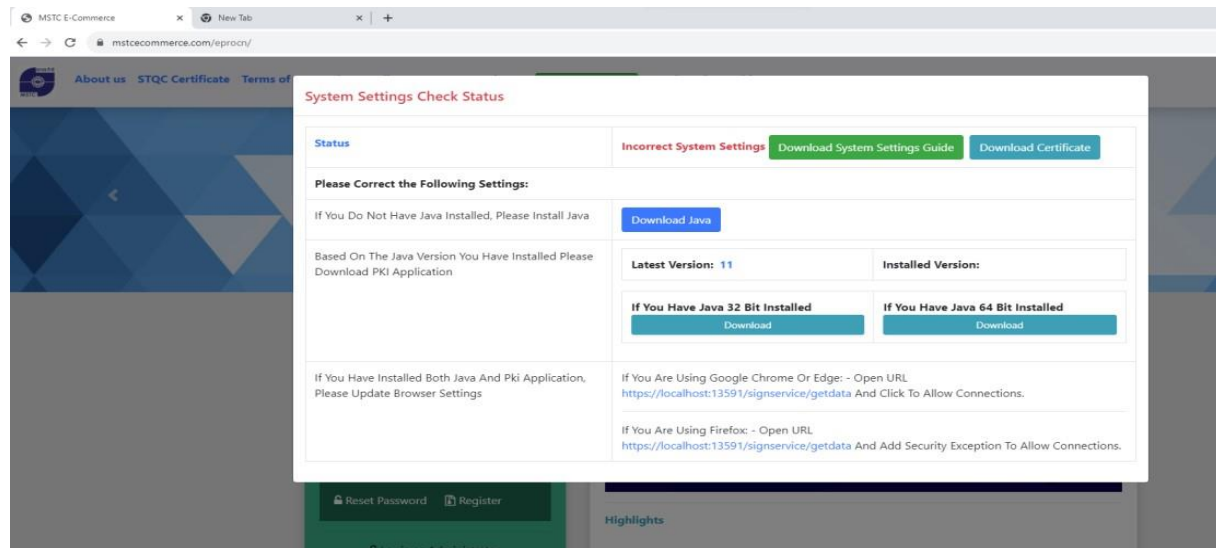 MSTC E-Commerce
New Tab
mstcecommerce.com/eprocn/
About us STQC Certificate Terms of
MSTC
System Settings Check Status
Status
Incorrect System Settings Download System Settings Guide Download Certificate
Please Correct the Following Settings:
If You Do Not Have Java Installed, Please Install Java
Download Java
Based On The Java Version You Have Installed Please
Download PKI Application
Latest Version: 11
Installed Version:
If You Have Java 32 Bit Installed
Download
If You Have Java 64 Bit Installed
Download
If You Have Installed Both Java And Pki Application,
Please Update Browser Settings
If You Are Using Google Chrome Or Edge: - Open URL
https://localhost:13591/signservice/getdata And Click To Allow Connections.
If You Are Using Firefox: - Open URL
https://localhost:13591/signservice/getdata And Add Security Exception To Allow Connections.
Reset Password Register
Highlights